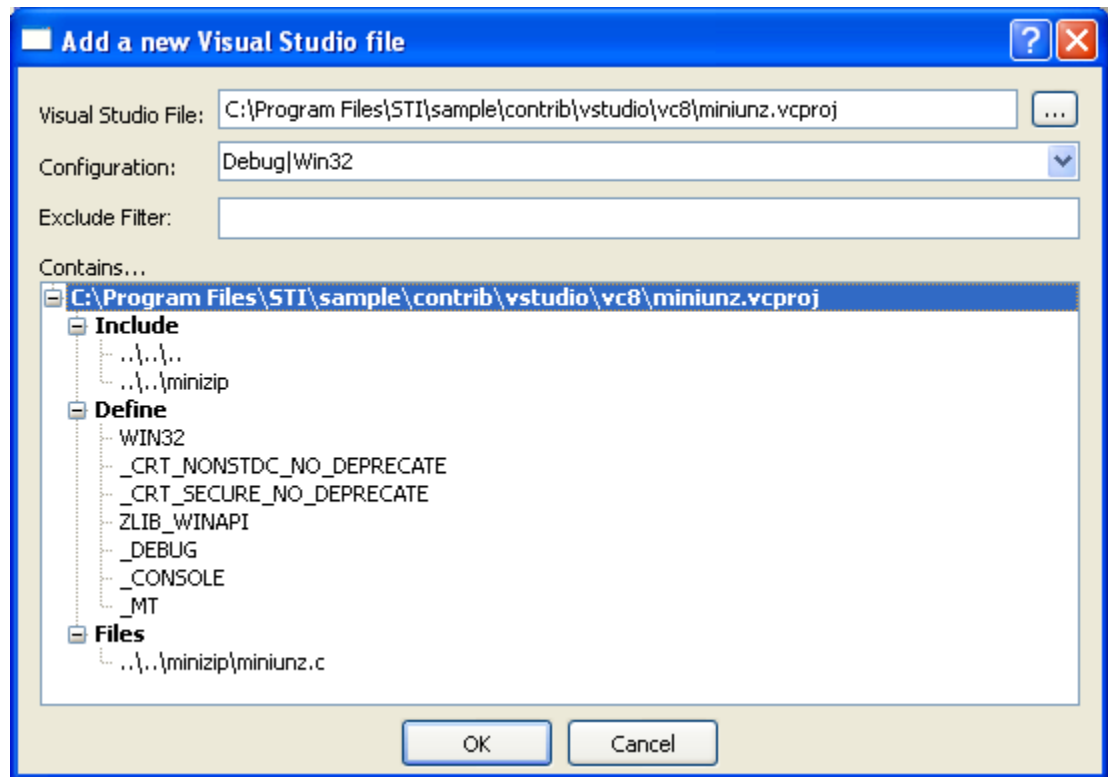 Add a new Visual Studio file
Visual Studio File: C:\Program Files\STI\sample\contrib\vstudio\vc8\miniunz.vcproj ...
Configuration: Debug|Win32
Exclude Filter:
Contains...
C:\Program Files\STI\sample\contrib\vstudio\vc8\miniunz.vcproj
Include
..\..\..
..\..\minizip
Define
WIN32
_CRT_NONSTDC_NO_DEPRECATE
_CRT_SECURE_NO_DEPRECATE
ZLIB_WINAPI
_DEBUG
_CONSOLE
_MT
Files
..\..\minizip\miniunz.c
OK Cancel